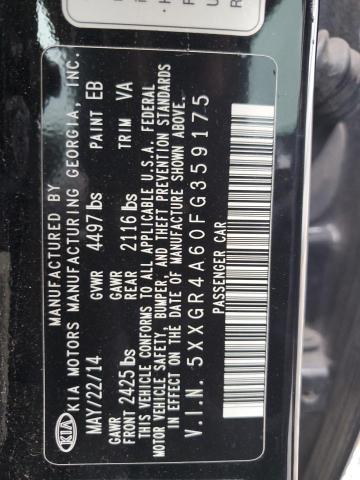 KIA
MANUFACTURED BY
KIA MOTORS MANUFACTURING GEORGIA, INC.
MAY/22/14 GVWR 4497 lbs PAINT EB
GAWR FRONT 2425 lbs GAWR REAR 2116 lbs TRIM VA
THIS VEHICLE CONFORMS TO ALL APPLICABLE U.S.A. FEDERAL
MOTOR VEHICLE SAFETY, BUMPER, AND THEFT PREVENTION STANDARDS
IN EFFECT ON THE DATE OF MANUFACTURE SHOWN ABOVE.
V.I.N. 5XXGR4A60FG359175
PASSENGER CAR